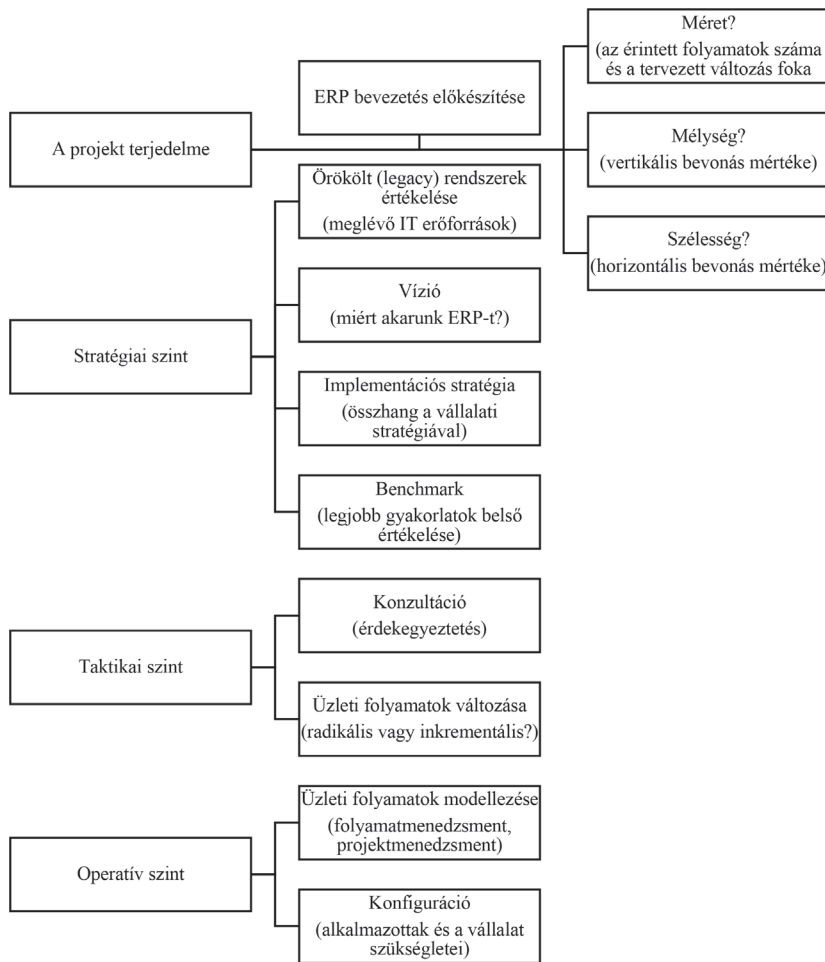 ERP bevezetés előkészítése
A projekt terjedelme
Méret?
(az érintett folyamatok száma
és a tervezett változás foka
Mélység?
(vertikális bevonás mértéke)
Szélesség?
(horizontális bevonás mértéke)
Stratégiai szint
Örökölt (legacy) rendszerek
értékelése
(meglévő IT erőforrások)
Vízió
(miért akarunk ERP-t?)
Implementációs stratégia
(összhang a vállalati
stratégiával)
Benchmark
(legjobb gyakorlatok belső
értékelése)
Taktikai szint
Konzultáció
(érdekegyeztetés)
Üzleti folyamatok változása
(radikális vagy inkrementális?)
Operatív szint
Üzleti folyamatok modellezése
(folyamatmenedzsment,
projektmenedzsment)
Konfiguráció
(alkalmazottak és a vállalat
szükségletei)